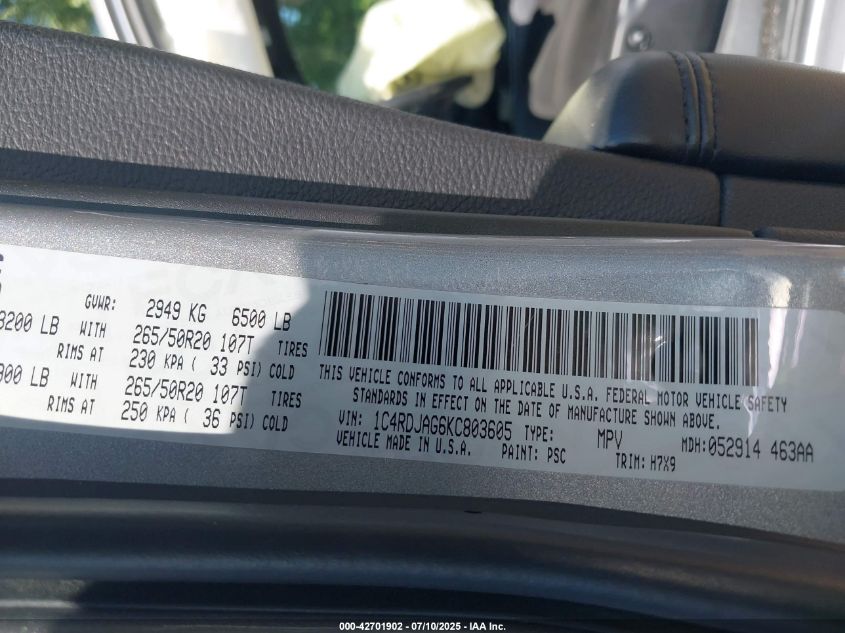 GVWR: 2949 KG 6500 LB
3200 LB WITH 265/50R20 107T TIRES
RIMS AT 230 KPA ( 33 PSI) COLD
900 LB WITH 265/50R20 107T TIRES
RIMS AT 250 KPA ( 36 PSI) COLD
THIS VEHICLE CONFORMS TO ALL APPLICABLE U.S.A. FEDERAL MOTOR VEHICLE SAFETY
STANDARDS IN EFFECT ON THE DATE OF MANUFACTURE SHOWN ABOVE.
VIN: 1C4RDJAG6KC803605 TYPE: MPV MDH:052914 463AA
VEHICLE MADE IN U.S.A. PAINT: PSC TRIM: H7X9
000-42701902 - 07/10/2025 - IAA Inc.